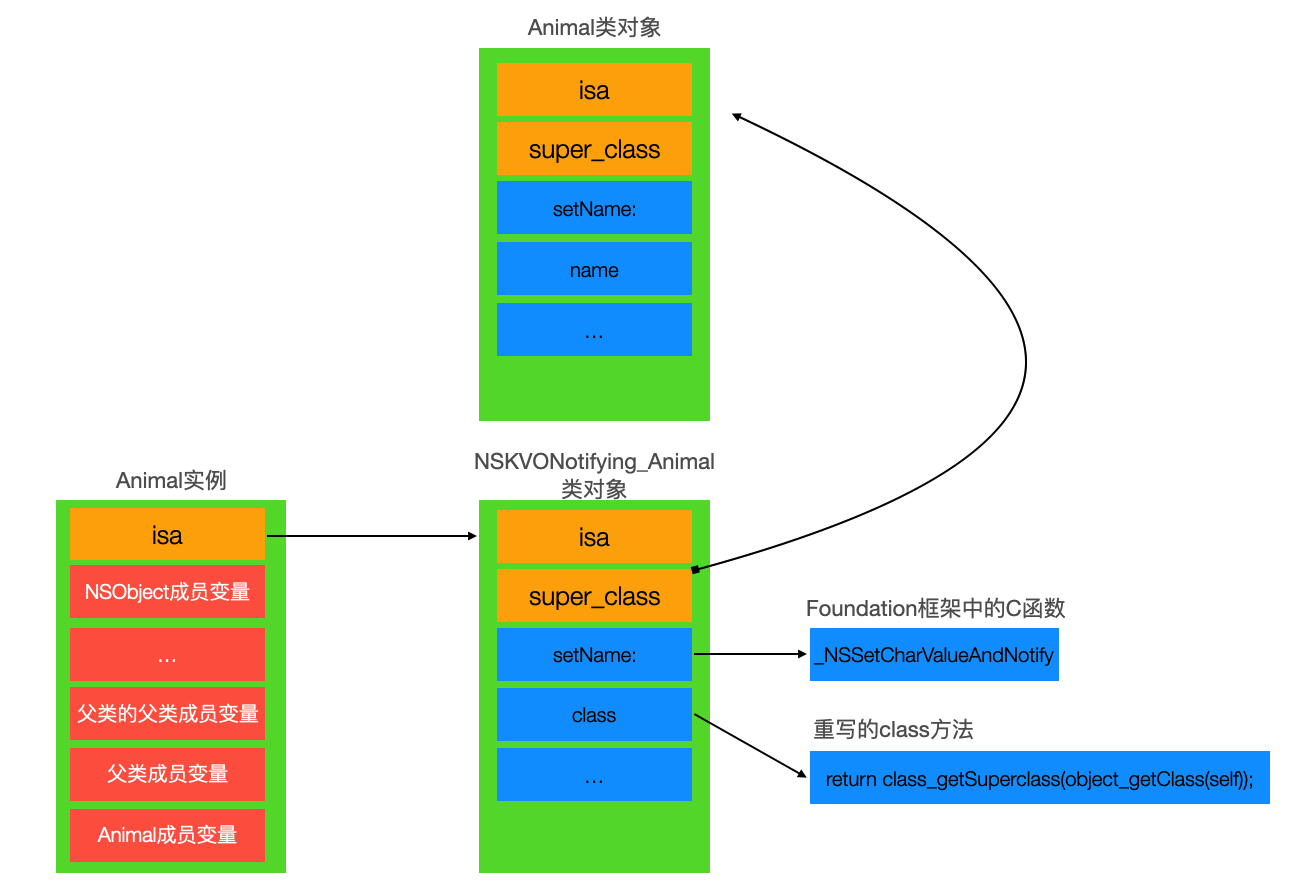 Animal类对象
isa
super_class
setName:
name
...
Animal实例
isa
NSObject成员变量
...
父类的父类成员变量
父类成员变量
Animal成员变量
NSKVONotifying_Animal
类对象
isa
super_class
setName:
class
...
Foundation框架中的C函数
_NSSetCharValueAndNotify
重写的class方法
return class_getSuperclass(object_getClass(self));